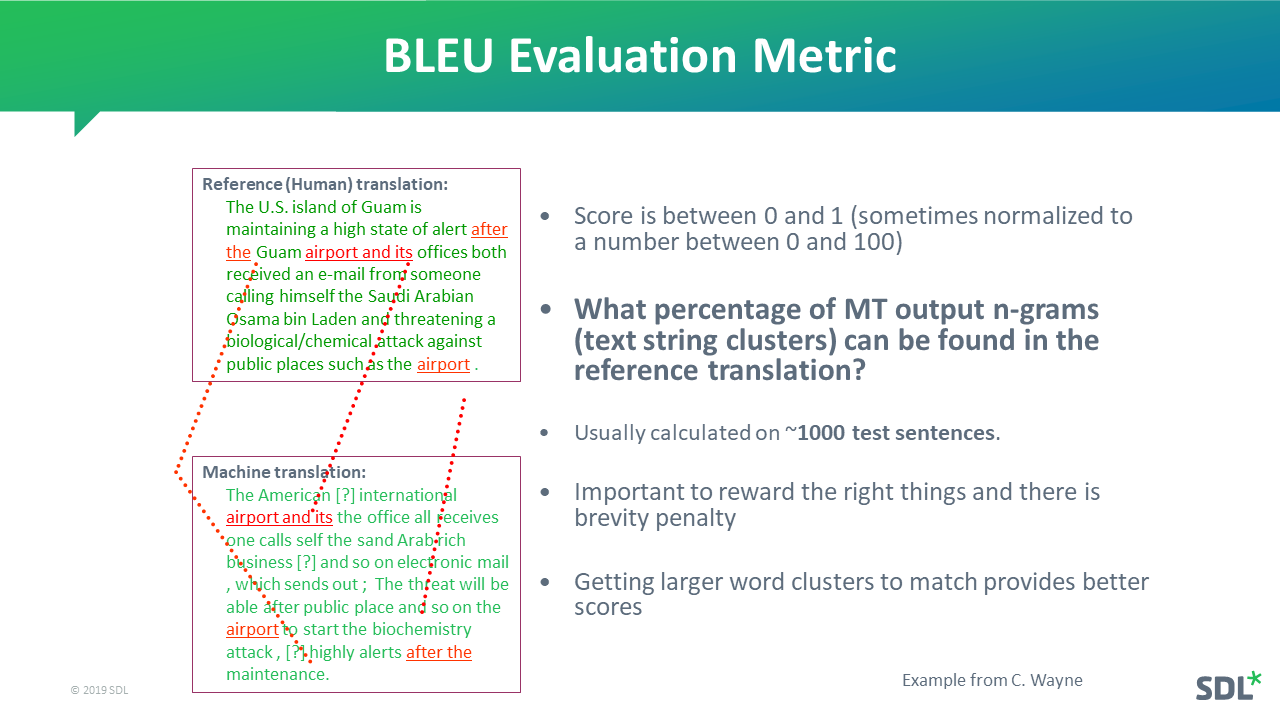 BLEU Evaluation Metric
Reference (Human) translation:
The U.S. island of Guam is
maintaining a high state of alert after
the Guam airport and its offices both
received an e-mail from someone
calling himself the Saudi Arabian
Osama bin Laden and threatening a
biological/chemical attack against
public places such as the airport .
Machine translation:
The American [?] international
airport and its the office all receives
one calls self the sand Arab rich
business [?] and so on electronic mail
, which sends out ;  The threat will be
able after public place and so on the
airport to start the biochemistry
attack , [?] highly alerts after the
maintenance.
• Score is between 0 and 1 (sometimes normalized to
a number between 0 and 100)
• What percentage of MT output n-grams
(text string clusters) can be found in the
reference translation?
• Usually calculated on ~1000 test sentences.
• Important to reward the right things and there is
brevity penalty
• Getting larger word clusters to match provides better
scores
Example from C. Wayne
© 2019 SDL
SDL*